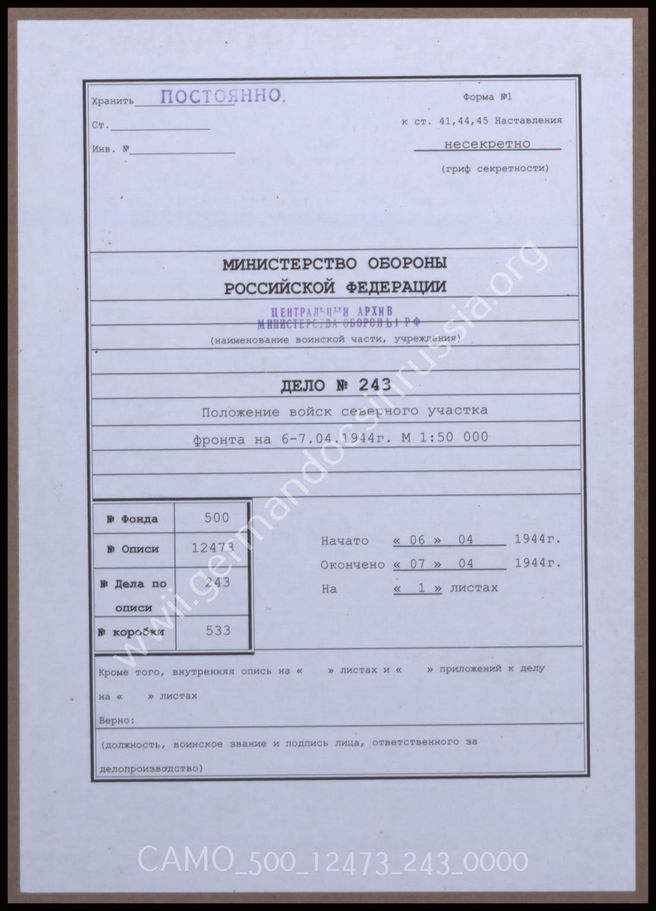 Хранить ПОСТОЯННО.
Ст.
Инв. №
Форма №1
к ст. 41,44,45 Наставления
несекретно
(гриф секретности)
МИНИСТЕРСТВО ОБОРОНЫ
РОССИЙСКОЙ ФЕДЕРАЦИИ
ЦЕНТРАЛЬНЫЙ АРХИВ
МИНИСТЕРСТВА ОБОРОНЫ РФ
(наименование воинской части, учреждения)
ДЕЛО № 243
Положение войск северного участка
фронта на 6-7.04.1944г. М 1:50 000
№ Фонда 500
№ Описи 12473
№ Дела по описи 243
№ коробки 533
Начато « 06 » 04 1944г.
Окончено « 07 » 04 1944г.
На « 1 » листах
Кроме того, внутренняя опись на « » листах и « » приложений к делу
на « » листах
Верно:
(должность, воинское звание и подпись лица, ответственного за
делопроизводство)
www.germandocsinrussia.org
CAMO_500_12473_243_0000